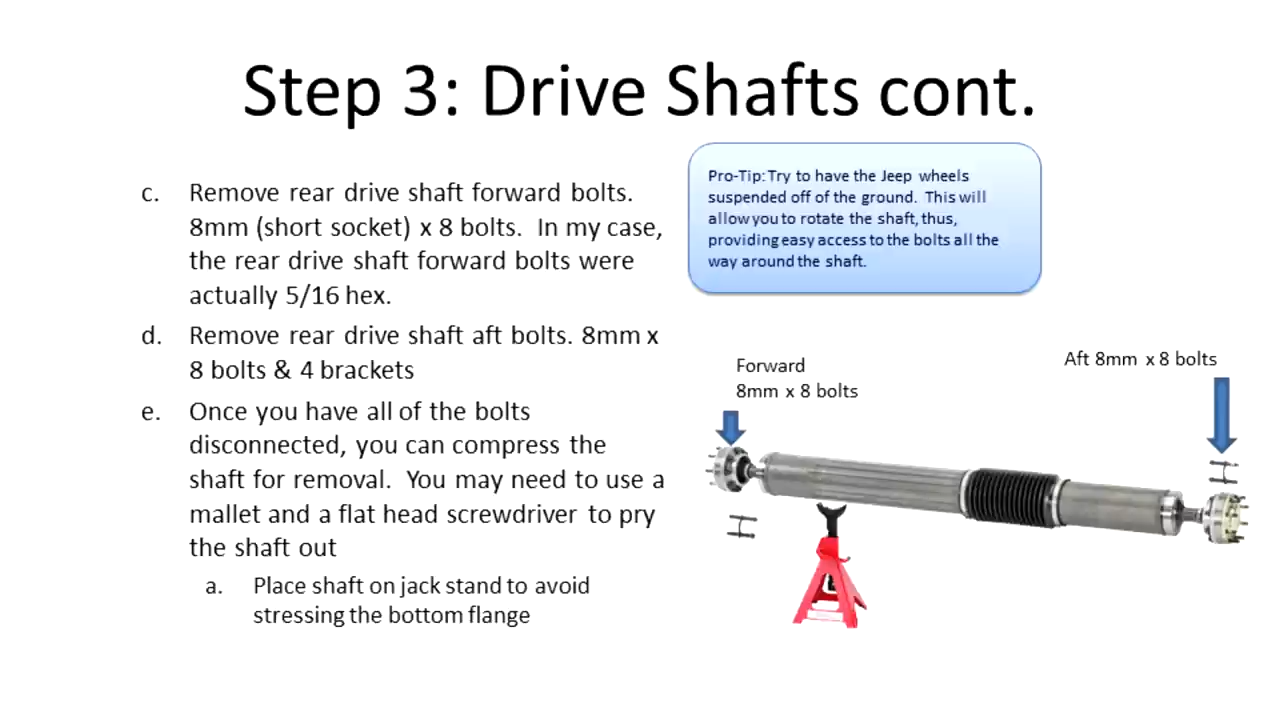 Step 3: Drive Shafts cont.
c. Remove rear drive shaft forward bolts.
8mm (short socket) x 8 bolts. In my case,
the rear drive shaft forward bolts were
actually 5/16 hex.
d. Remove rear drive shaft aft bolts. 8mm x
8 bolts & 4 brackets
e. Once you have all of the bolts
disconnected, you can compress the
shaft for removal. You may need to use a
mallet and a flat head screwdriver to pry
the shaft out
a. Place shaft on jack stand to avoid
stressing the bottom flange
Pro-Tip: Try to have the Jeep wheels
suspended off of the ground. This will
allow you to rotate the shaft, thus,
providing easy access to the bolts all the
way around the shaft.
Forward
8mm x 8 bolts
Aft 8mm x 8 bolts